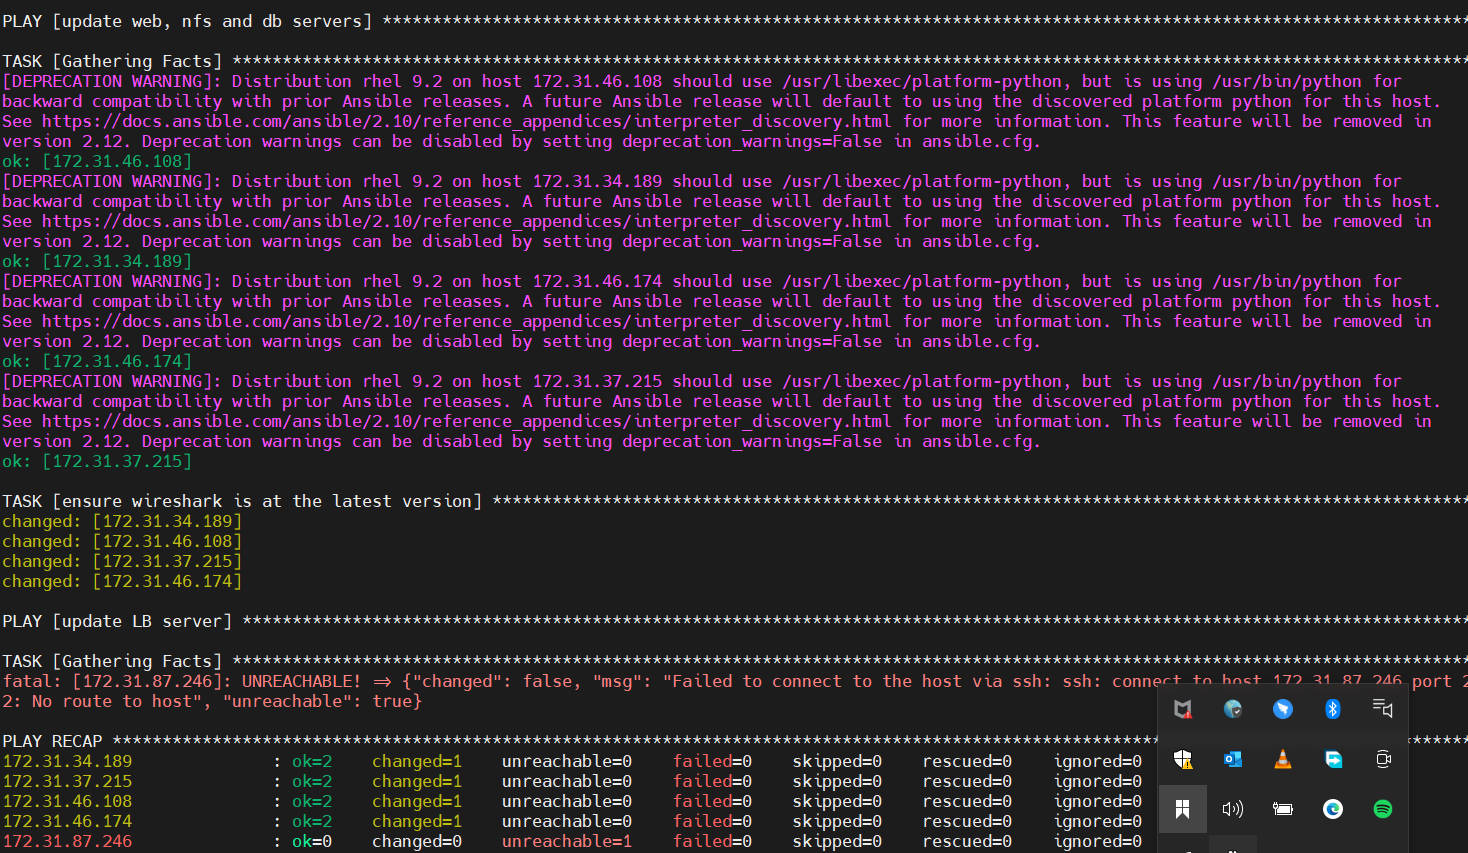 PLAY [update web, nfs and db servers] *************************************************************************************************************
TASK [Gathering Facts] ****************************************************************************************************************************
[DEPRECATION WARNING]: Distribution rhel 9.2 on host 172.31.46.108 should use /usr/libexec/platform-python, but is using /usr/bin/python for
backward compatibility with prior Ansible releases. A future Ansible release will default to using the discovered platform python for this host.
See https://docs.ansible.com/ansible/2.10/reference_appendices/interpreter_discovery.html for more information. This feature will be removed in
version 2.12. Deprecation warnings can be disabled by setting deprecation_warnings=False in ansible.cfg.
ok: [172.31.46.108]
[DEPRECATION WARNING]: Distribution rhel 9.2 on host 172.31.34.189 should use /usr/libexec/platform-python, but is using /usr/bin/python for
backward compatibility with prior Ansible releases. A future Ansible release will default to using the discovered platform python for this host.
See https://docs.ansible.com/ansible/2.10/reference_appendices/interpreter_discovery.html for more information. This feature will be removed in
version 2.12. Deprecation warnings can be disabled by setting deprecation_warnings=False in ansible.cfg.
ok: [172.31.34.189]
[DEPRECATION WARNING]: Distribution rhel 9.2 on host 172.31.46.174 should use /usr/libexec/platform-python, but is using /usr/bin/python for
backward compatibility with prior Ansible releases. A future Ansible release will default to using the discovered platform python for this host.
See https://docs.ansible.com/ansible/2.10/reference_appendices/interpreter_discovery.html for more information. This feature will be removed in
version 2.12. Deprecation warnings can be disabled by setting deprecation_warnings=False in ansible.cfg.
ok: [172.31.46.174]
[DEPRECATION WARNING]: Distribution rhel 9.2 on host 172.31.37.215 should use /usr/libexec/platform-python, but is using /usr/bin/python for
backward compatibility with prior Ansible releases. A future Ansible release will default to using the discovered platform python for this host.
See https://docs.ansible.com/ansible/2.10/reference_appendices/interpreter_discovery.html for more information. This feature will be removed in
version 2.12. Deprecation warnings can be disabled by setting deprecation_warnings=False in ansible.cfg.
ok: [172.31.37.215]
TASK [ensure wireshark is at the latest version] **************************************************************************************************
changed: [172.31.34.189]
changed: [172.31.46.108]
changed: [172.31.37.215]
changed: [172.31.46.174]
PLAY [update LB server] ***************************************************************************************************************************
TASK [Gathering Facts] ****************************************************************************************************************************
fatal: [172.31.87.246]: UNREACHABLE! => {"changed": false, "msg": "Failed to connect to the host via ssh: ssh: connect to host 172.31.87.246 port 2
2: No route to host", "unreachable": true}
PLAY RECAP ****************************************************************************************************************************************
172.31.34.189 : ok=2 changed=1 unreachable=0 failed=0 skipped=0 rescued=0 ignored=0
172.31.37.215 : ok=2 changed=1 unreachable=0 failed=0 skipped=0 rescued=0 ignored=0
172.31.46.108 : ok=2 changed=1 unreachable=0 failed=0 skipped=0 rescued=0 ignored=0
172.31.46.174 : ok=2 changed=1 unreachable=0 failed=0 skipped=0 rescued=0 ignored=0
172.31.87.246 : ok=0 changed=0 unreachable=1 failed=0 skipped=0 rescued=0 ignored=0